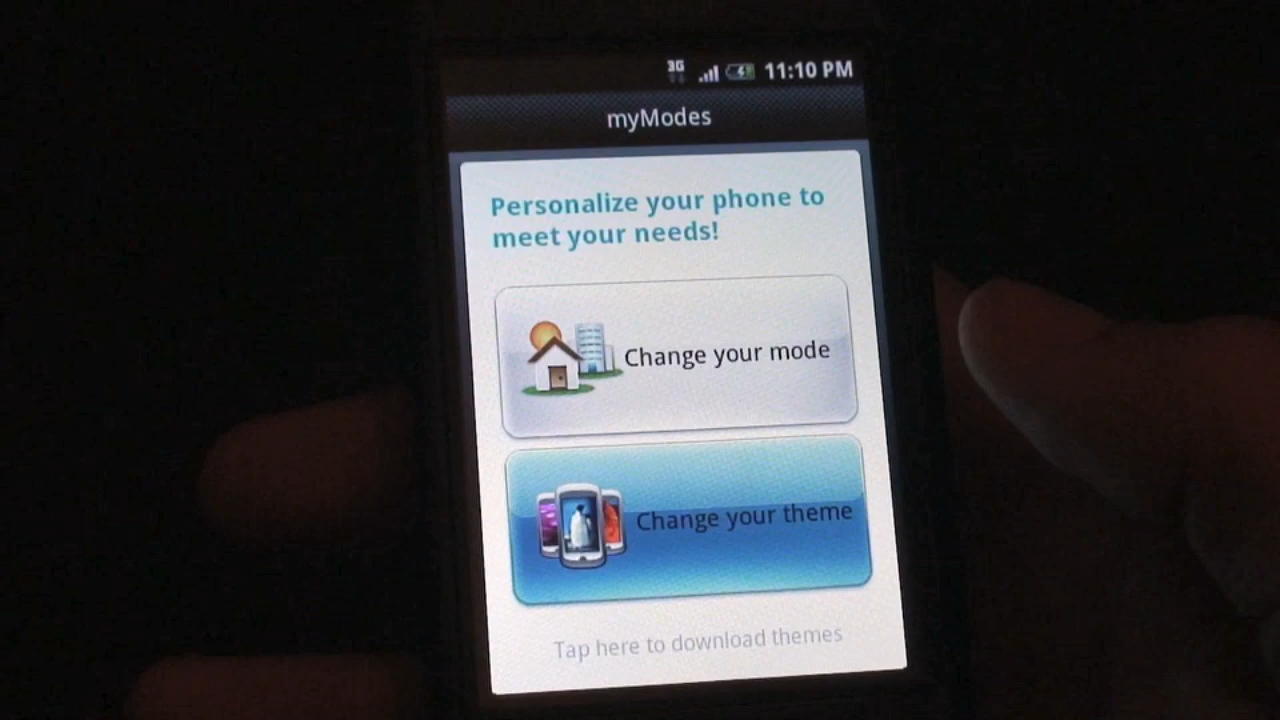 3G 11:10 PM
myModes
Personalize your phone to
meet your needs!
Change your mode
Change your theme
Tap here to download themes